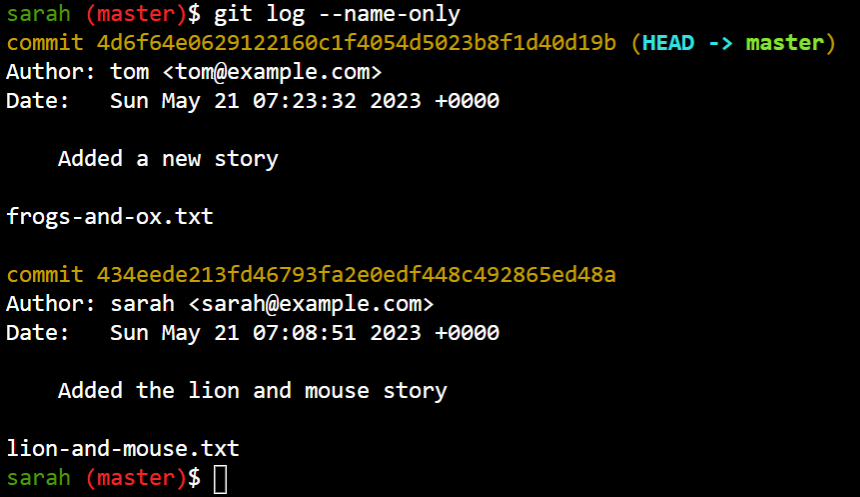 sarah (master)$ git log --name-only
commit 4d6f64e0629122160c1f4054d5023b8f1d40d19b (HEAD -> master)
Author: tom <tom@example.com>
Date:   Sun May 21 07:23:32 2023 +0000
    Added a new story
frogs-and-ox.txt
commit 434eede213fd46793fa2e0edf448c492865ed48a
Author: sarah <sarah@example.com>
Date:   Sun May 21 07:08:51 2023 +0000
    Added the lion and mouse story
lion-and-mouse.txt
sarah (master)$